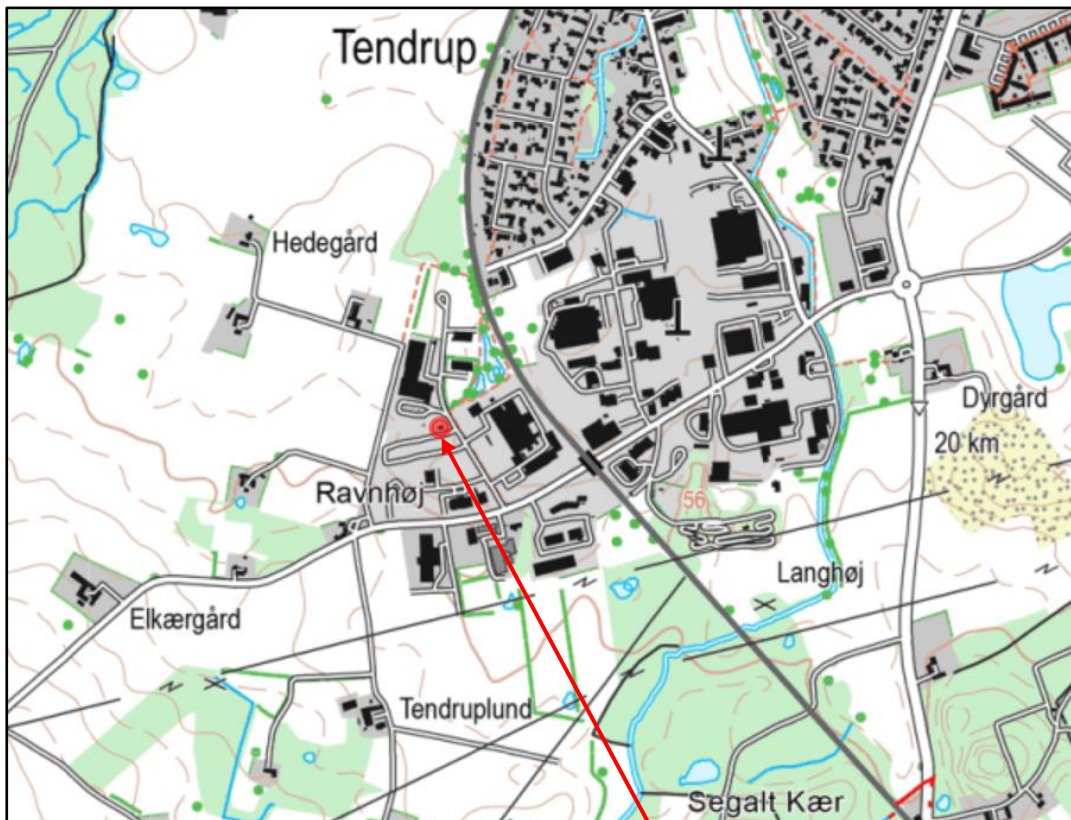 Tendrup
Hedegård
Dyrgård
20 km
Ravnhøj
56
Langhøj
Elkærgård
Tendruplund
Segalt Kær